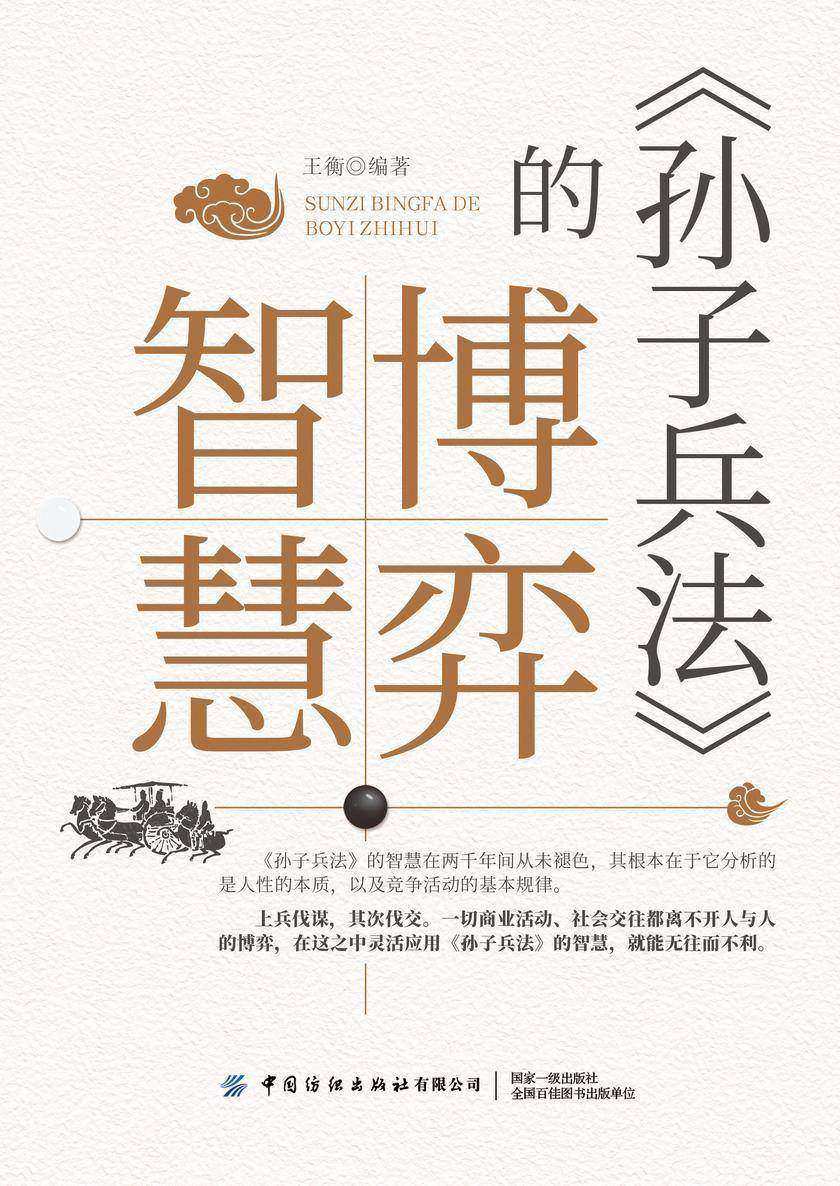 《孙子兵法》
的
博弈
智慧
王衡◎编著
SUNZI BINGFA DE
BOYI ZHIHUI
《孙子兵法》的智慧在两千年间从未褪色，其根本在于它分析的
是人性的本质，以及竞争活动的基本规律。
上兵伐谋，其次伐交。一切商业活动、社会交往都离不开人与人
的博弈，在这之中灵活应用《孙子兵法》的智慧，就能无往而不利。
中国纺织出版社有限公司
国家一级出版社
全国百佳图书出版单位